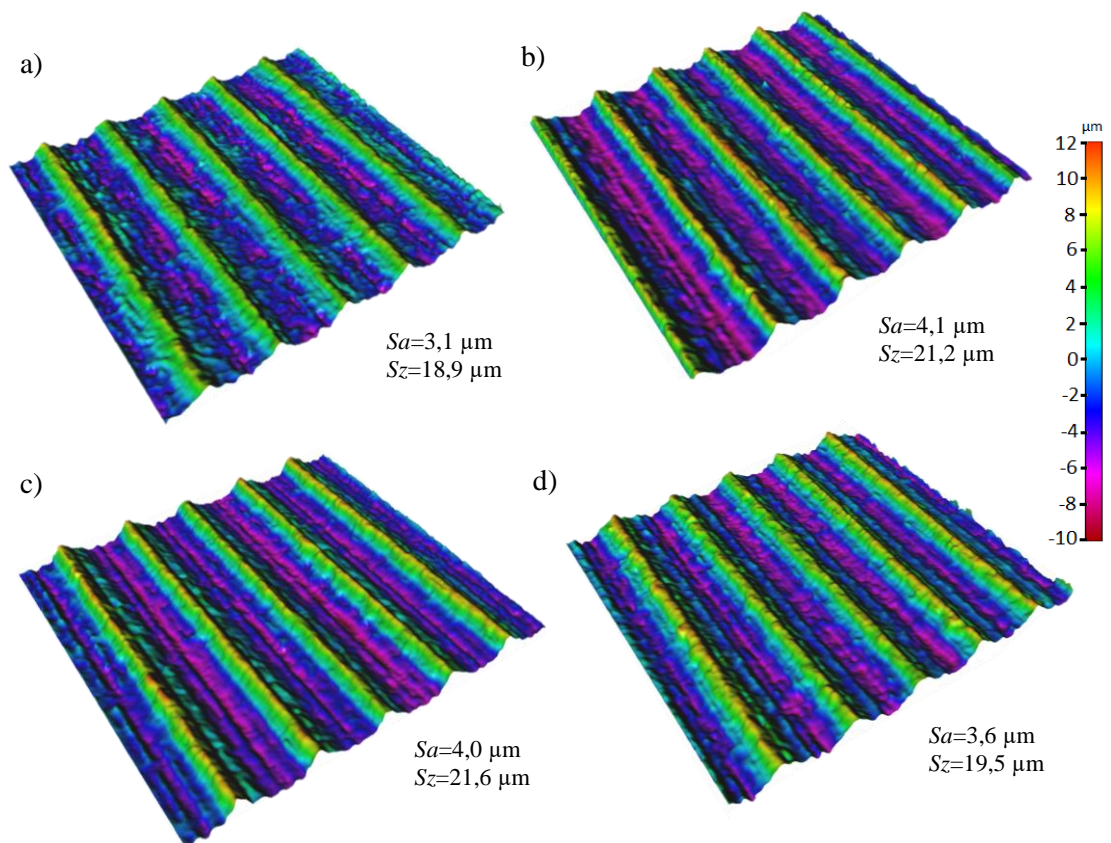 a)
b)
Sa=3,1 µm
Sz=18,9 µm
Sa=4,1 µm
Sz=21,2 µm
µm
12
10
8
6
4
2
0
-2
-4
-6
-8
-10
c)
d)
Sa=4,0 µm
Sz=21,6 µm
Sa=3,6 µm
Sz=19,5 µm